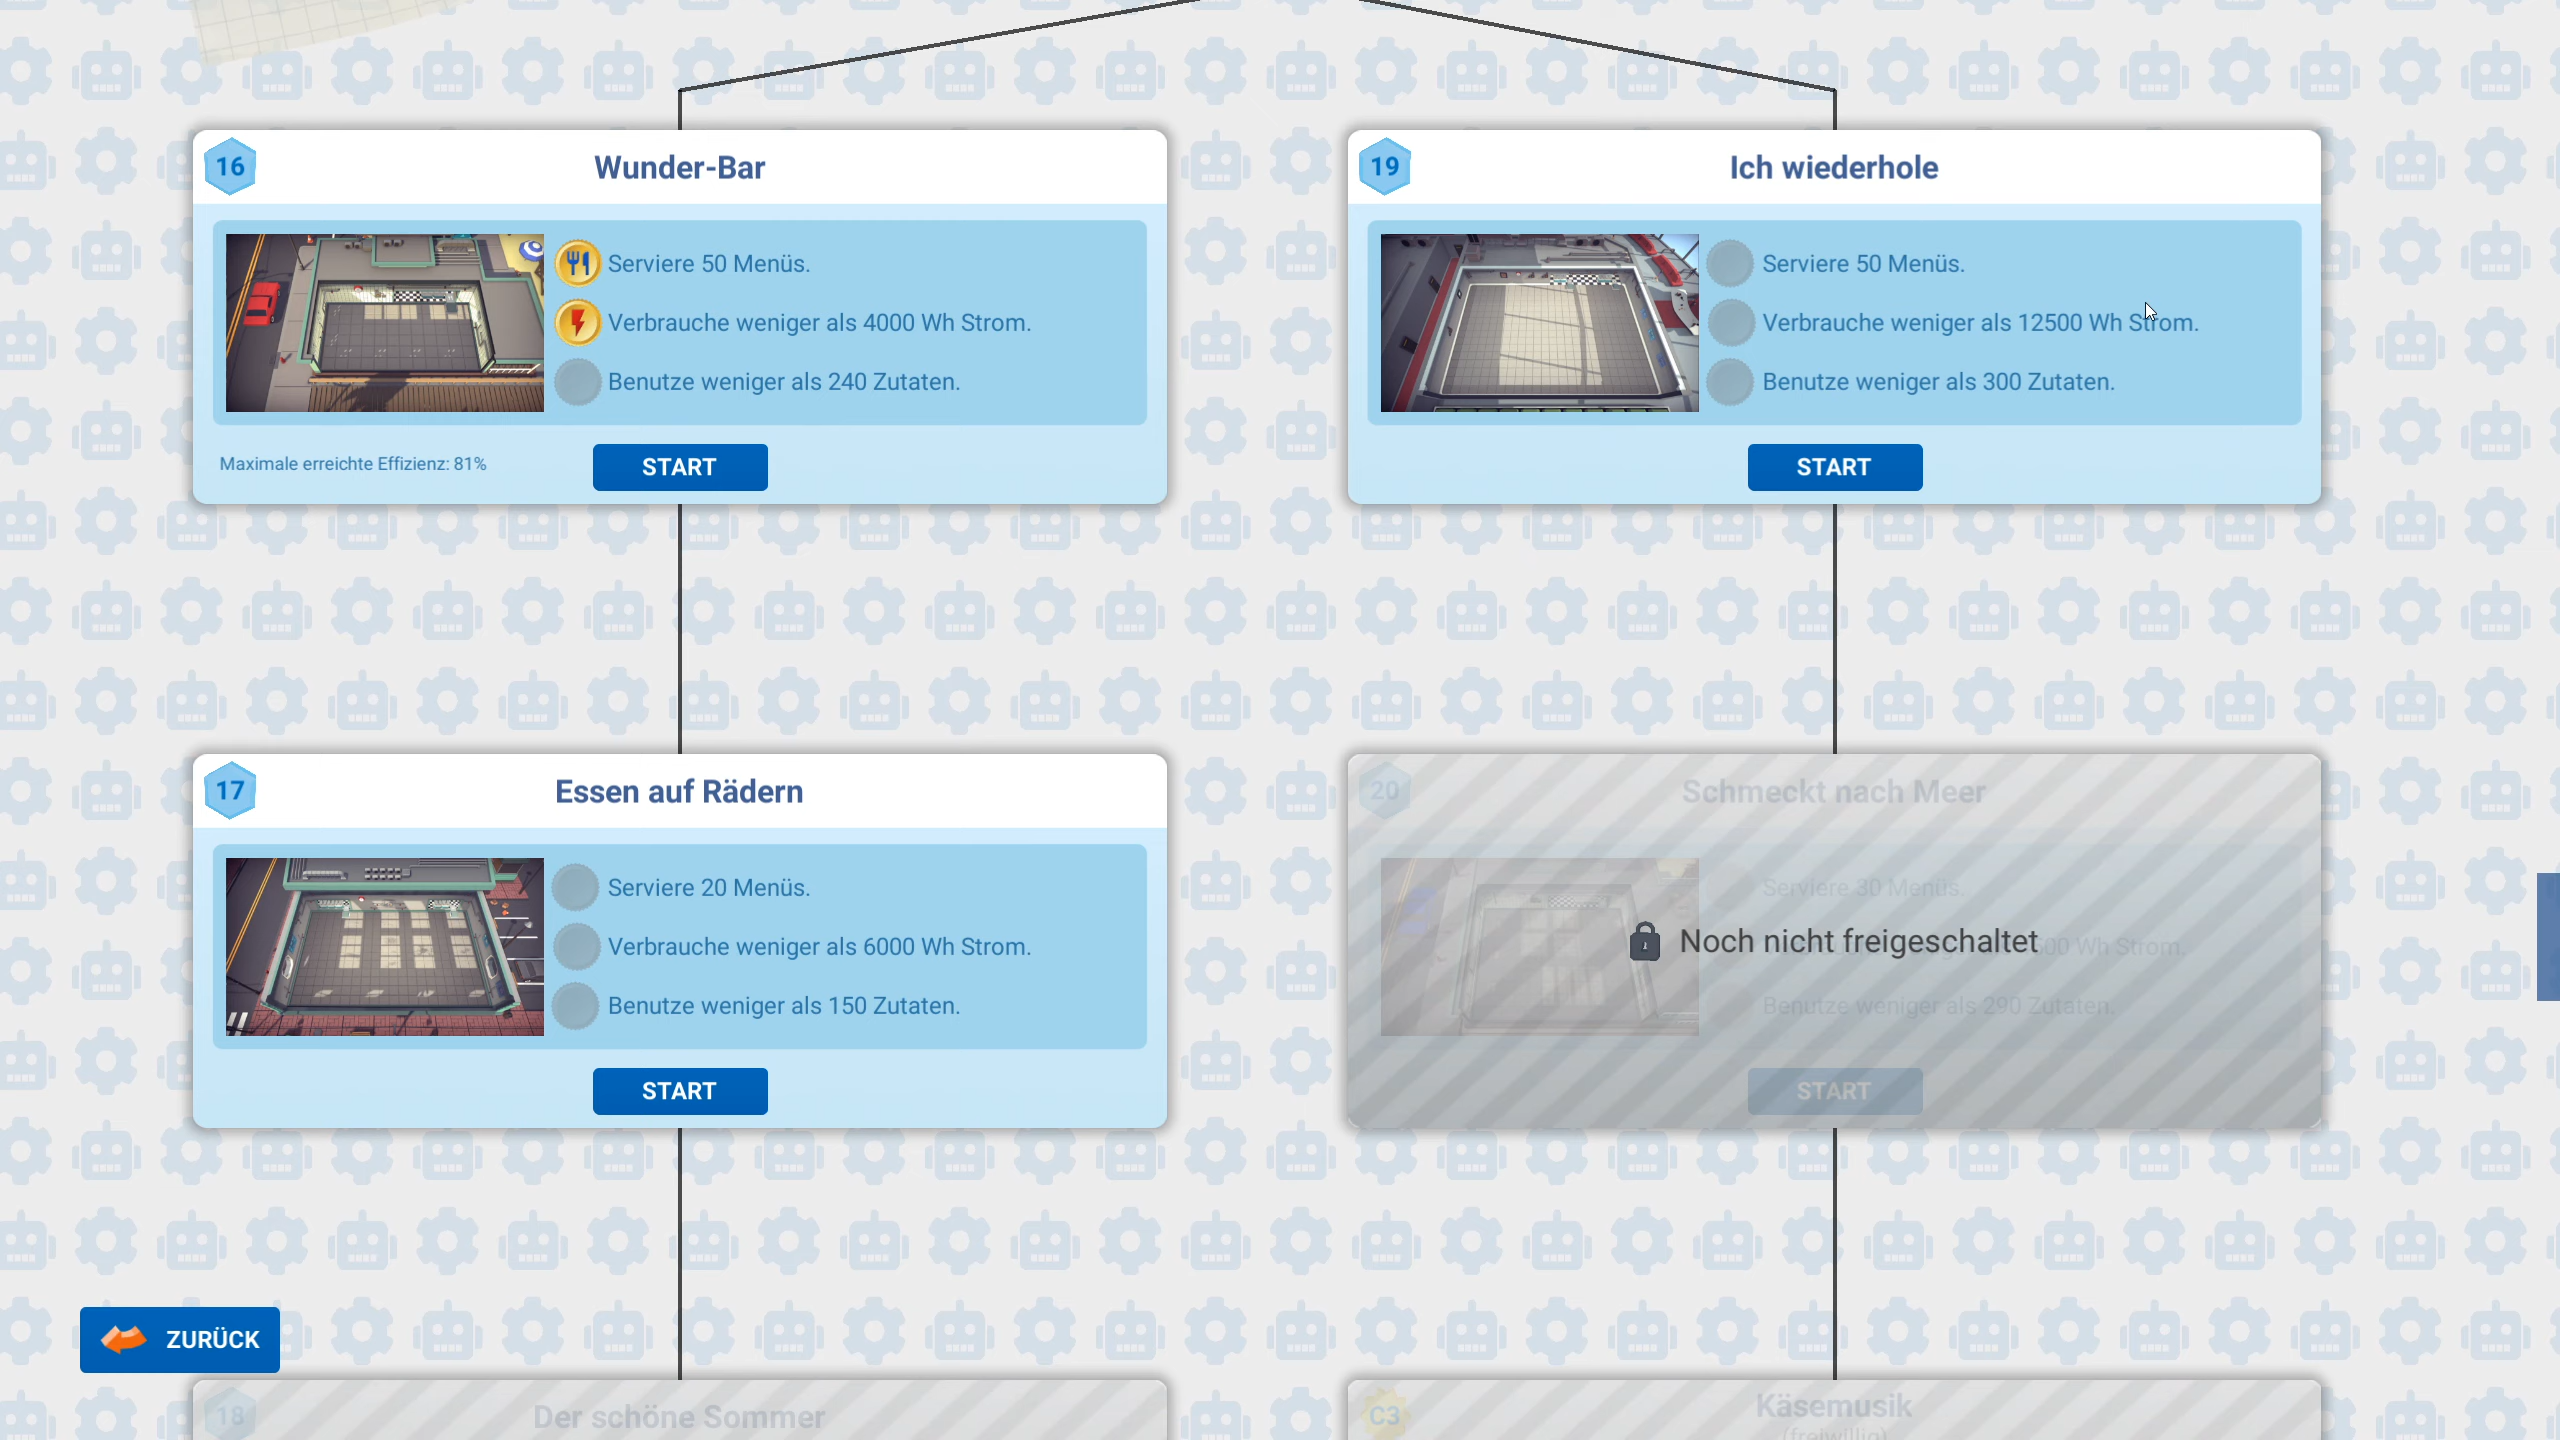 16
Wunder-Bar
Serviere 50 Menüs.
Verbrauche weniger als 4000 Wh Strom.
Benutze weniger als 240 Zutaten.
Maximale erreichte Effizienz: 81%
START
19
Ich wiederhole
Serviere 50 Menüs.
Verbrauche weniger als 12500 Wh Strom.
Benutze weniger als 300 Zutaten.
START
17
Essen auf Rädern
Serviere 20 Menüs.
Verbrauche weniger als 6000 Wh Strom.
Benutze weniger als 150 Zutaten.
START
20
Schmeckt nach Meer
Serviere 30 Menüs.
Noch nicht freigeschaltet
Wh Strom.
Benutze weniger als 290 Zutaten.
START
ZURÜCK
18
Der schöne Sommer
C3
Käsemusik
(freiwillig)